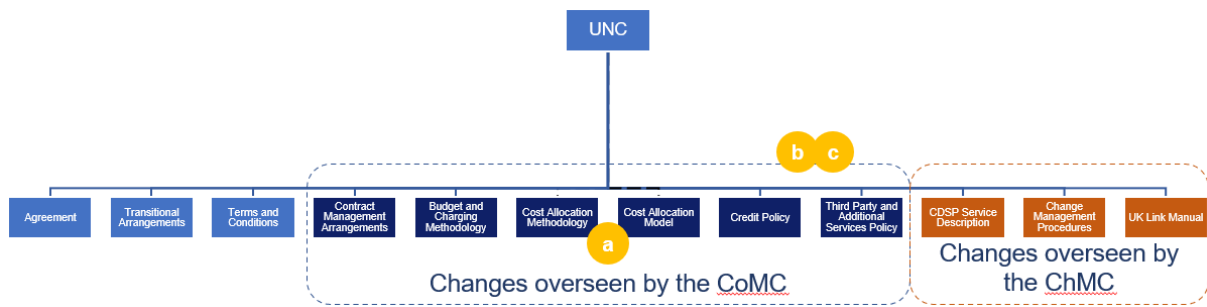 UNC
b c
Agreement
Transitional
Arrangements
Terms and
Conditions
Contract
Management
Arrangements
Budget and
Charging
Methodology
Cost Allocation
Methodology
Cost Allocation
Model
Credit Policy
Third Party and
Additional
Services Policy
CDSP Service
Description
Change
Management
Procedures
UK Link Manual
a
Changes overseen by the CoMC
Changes overseen by
the ChMC